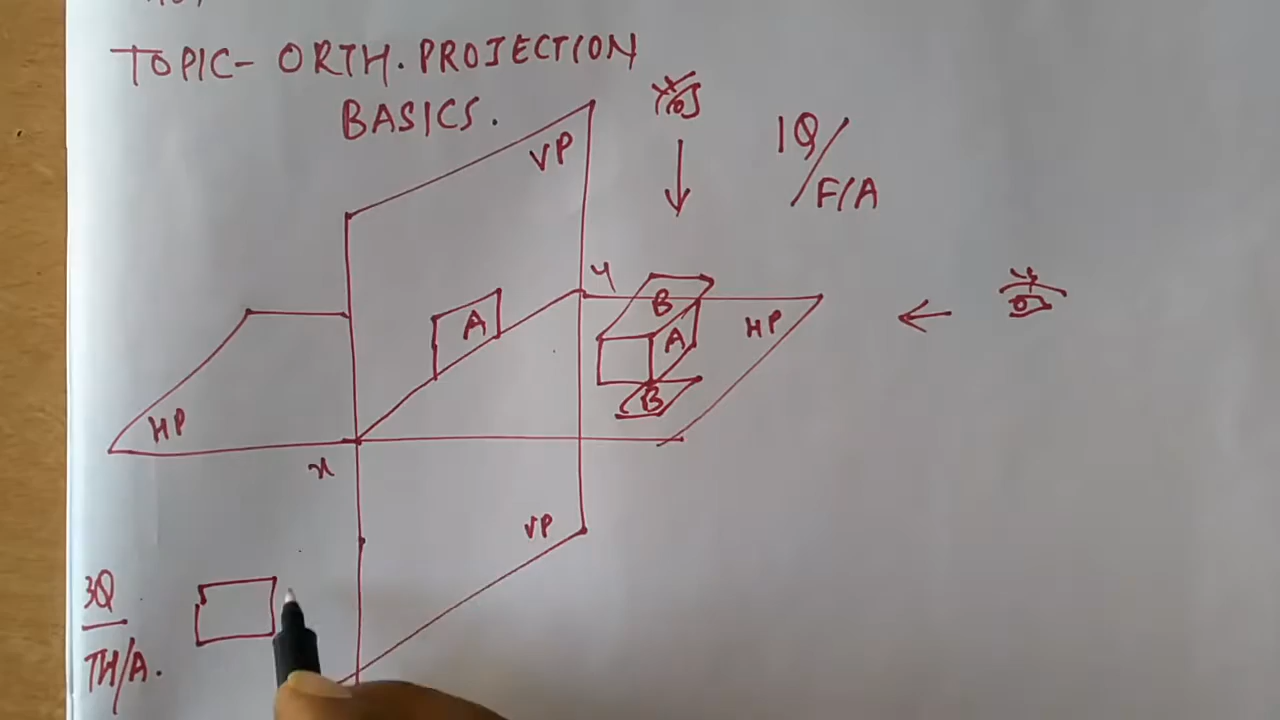 TOPIC- ORTH. PROJECTION
BASICS.
VP
1Q/
F/A
y
B
A
HP
A
B
HP
x
VP
3Q
TH/A.